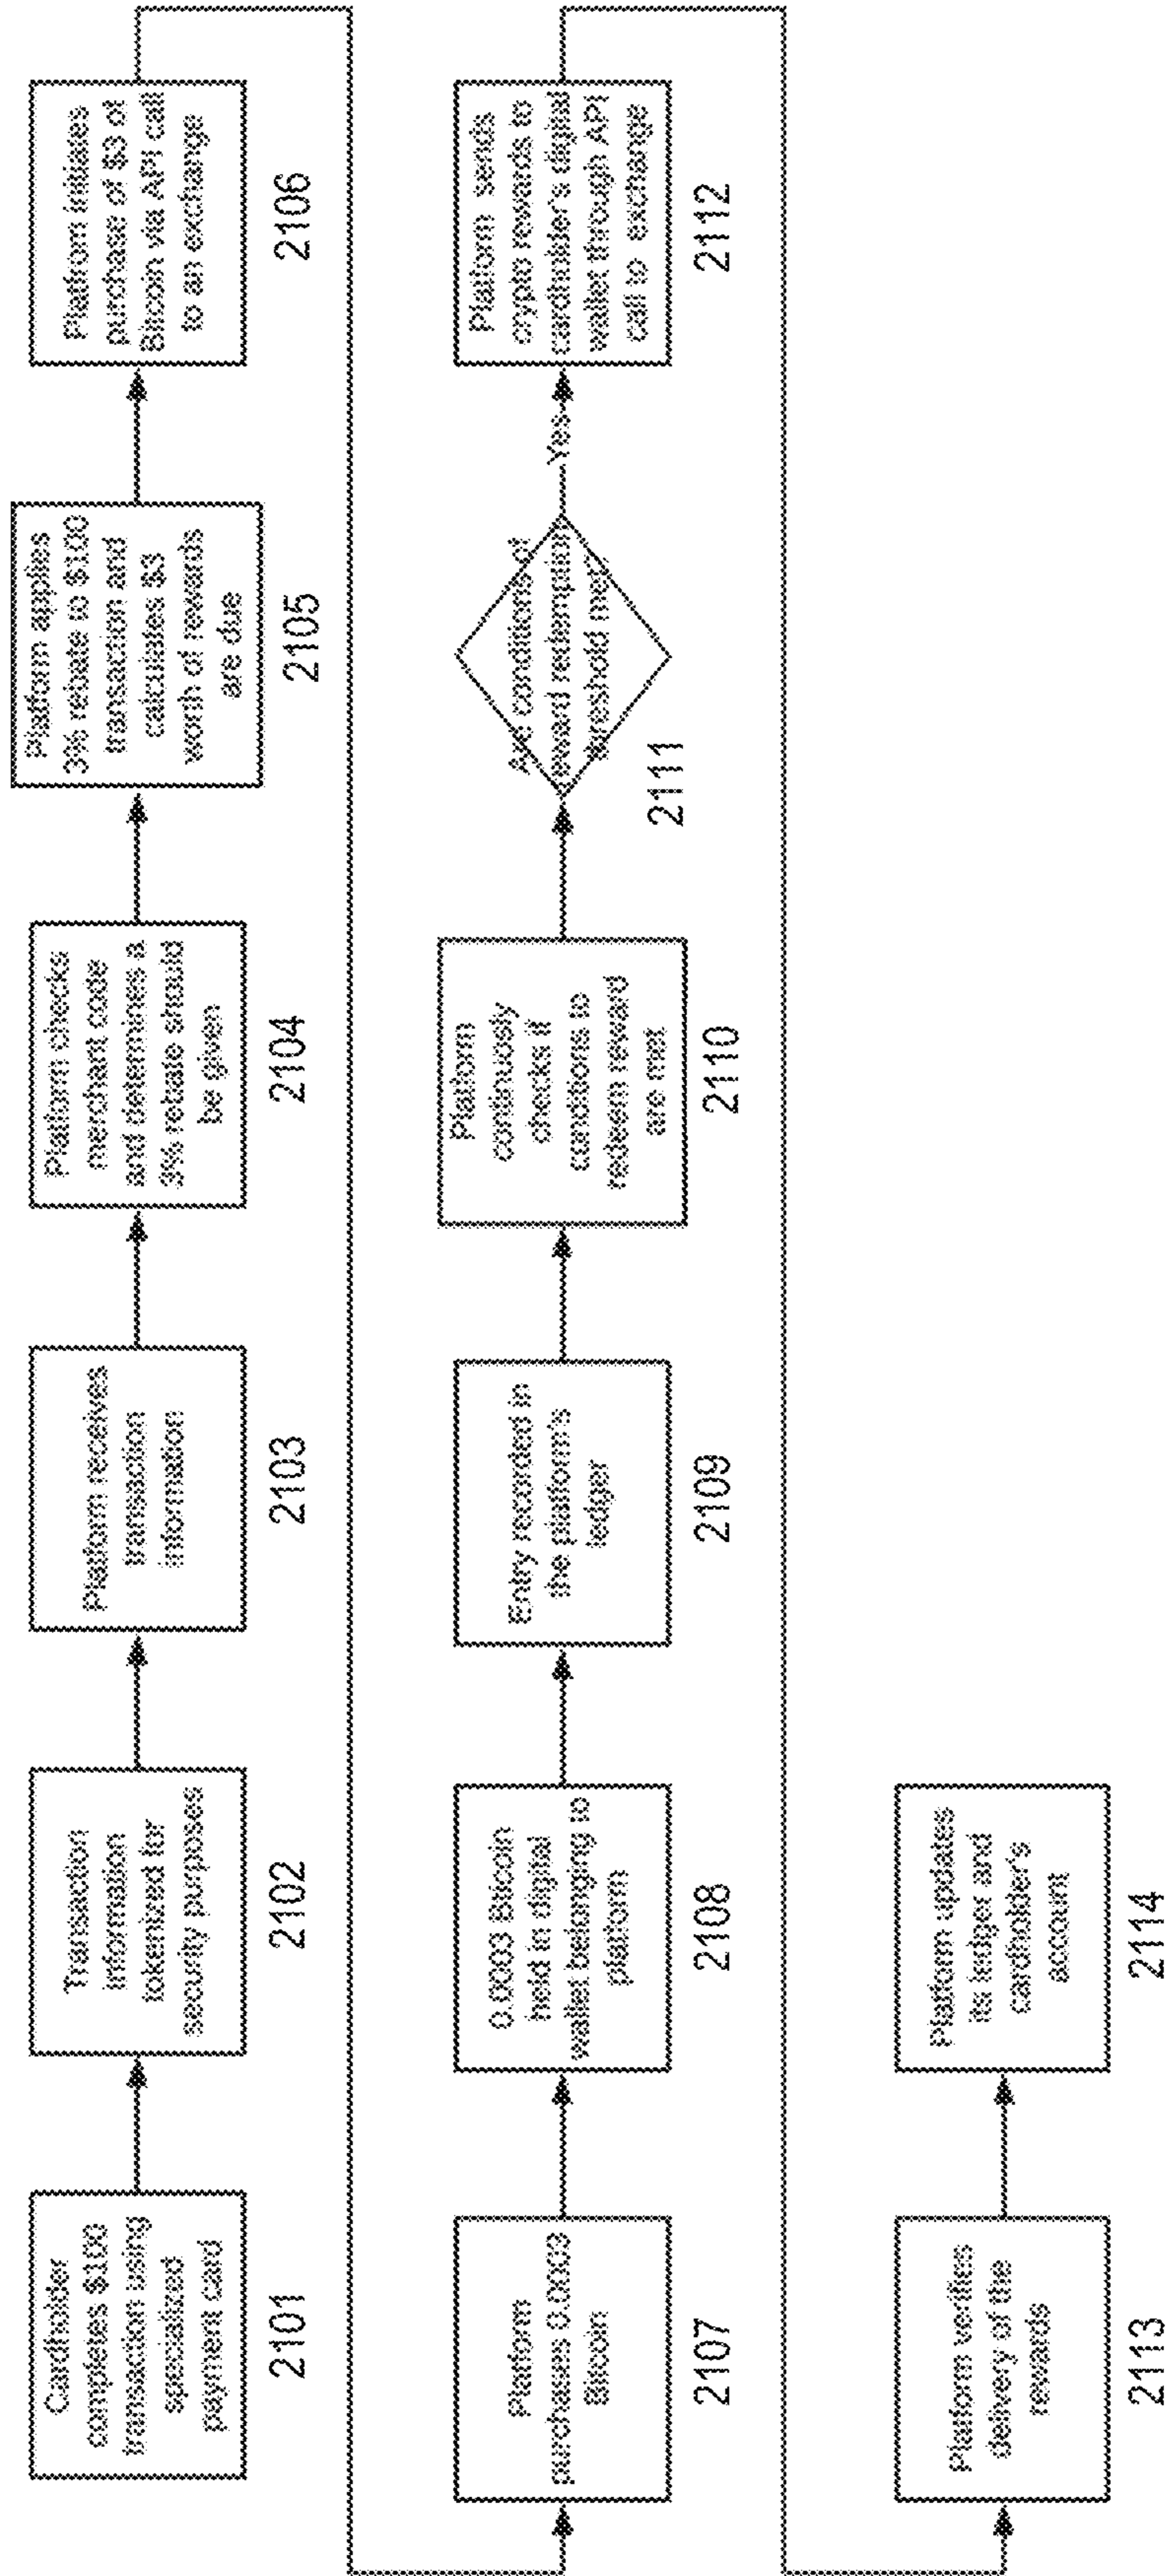 Cardholder
completes $100
transaction using
specialized
payment card
2101
Transaction
information
tokenized for
security purposes
2102
Platform receives
transaction
information
2103
Platform checks
merchant code
and determines a
3% rebate should
be given
2104
Platform applies
3% rebate to $100
transaction and
calculates $3
worth of rewards
are due
2105
Platfrom initiates
purchase of $3 of
Bitcoin via API call
to an exchange
2106
Platform
purchases 0.0003
Bitcoin
2107
0.0003 Bitcoin
held in digital
wallet belonging to
platform
2108
Entry recorded in
the platform's
ledger
2109
Platform
continuosly
checks if
conditions to
redeem reward
are met
2110
Are conditions of
reward redemption
threshold met
2111
Yes
Platform sends
crypto rewards to
cardholder's digital
wallet through API
call to exchange
2112
Platform verifies
delivery of the
rewards
2113
Platform updates
its ledger and
cardholder's
account
2114